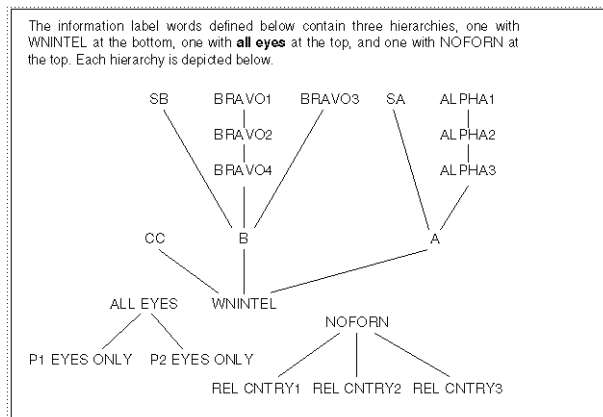 The information label words defined below contain three hierarchies, one with
WNINTEL at the bottom, one with all eyes at the top, and one with NOFORN at
the top. Each hierarchy is depicted below.
SB BRAVO1 BRAVO3 SA ALPHA1
BRAVO2 ALPHA2
BRAVO4 ALPHA3
CC B A
ALL EYES WNINTEL
NOFORN
P1 EYES ONLY P2 EYES ONLY
REL CNTRY1 REL CNTRY2 REL CNTRY3